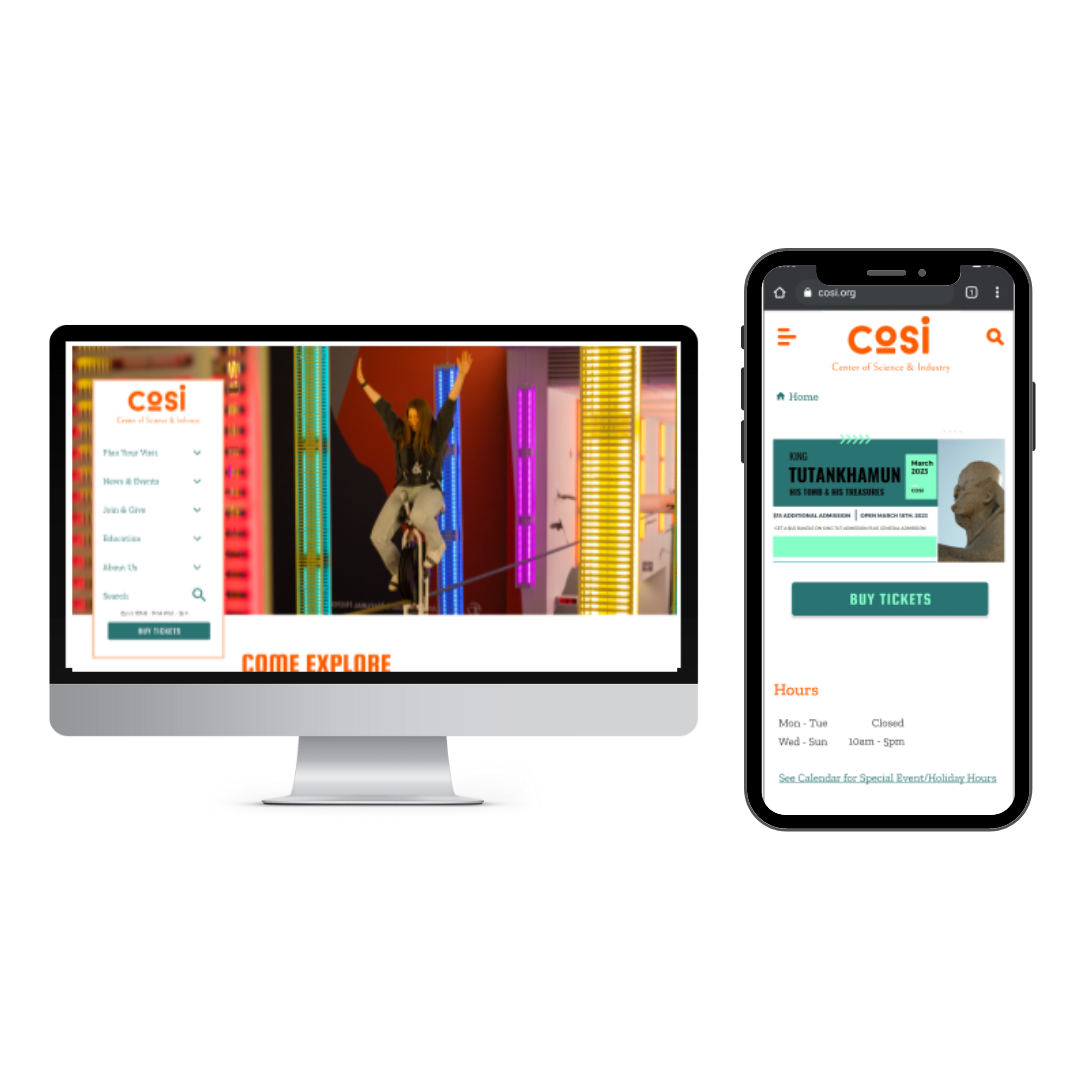 cosi
Center of Science & Industry
Plan Your Visit
News & Events
Join & Give
Education
About Us
Search
BUY TICKETS
COME EXPLORE
cosi.org
1
cosi
Center of Science & Industry
Home
KING
TUTANKHAMUN
HIS TOMB & HIS TREASURES
March
2023
COSI
ADDITIONAL ADMISSION | OPEN MARCH 18TH, 2023
BUY TICKETS
Hours
Mon - Tue Closed
Wed - Sun 10am - 5pm
See Calendar for Special Event/Holiday Hours